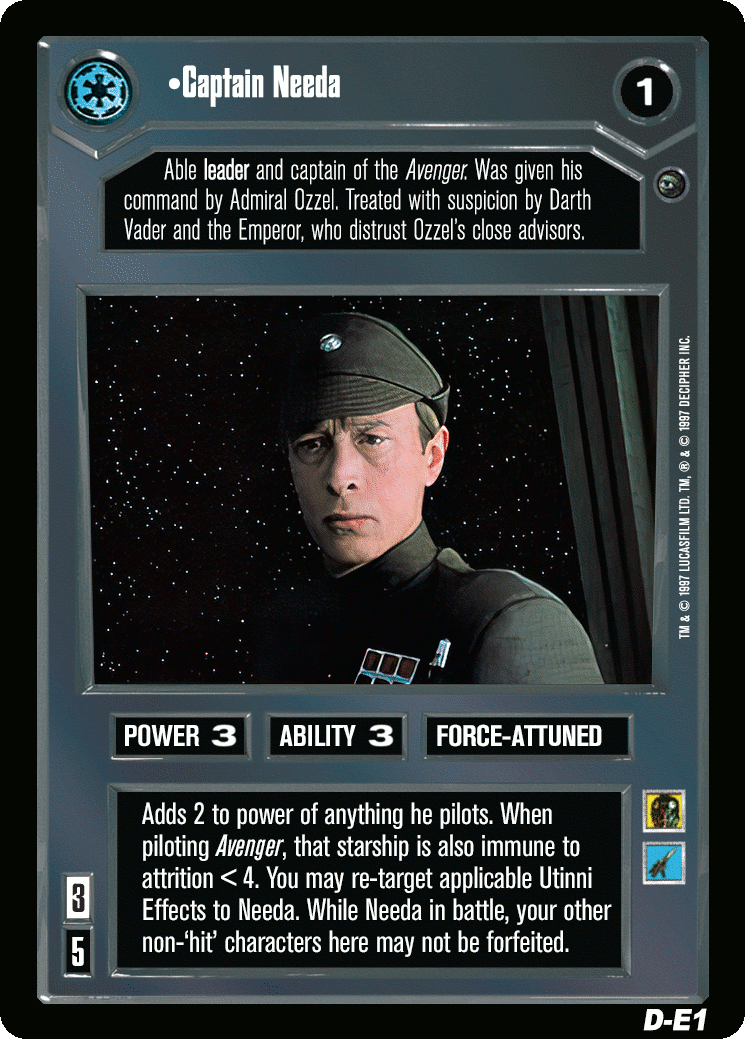 •Captain Needa
1
Able leader and captain of the Avenger. Was given his
command by Admiral Ozzel. Treated with suspicion by Darth
Vader and the Emperor, who distrust Ozzel's close advisors.
TM & © 1997 LUCASFILM LTD. TM, ® & © 1997 DECIPHER INC.
POWER 3
ABILITY 3
FORCE-ATTUNED
Adds 2 to power of anything he pilots. When
piloting Avenger, that starship is also immune to
attrition < 4. You may re-target applicable Utinni
Effects to Needa. While Needa in battle, your other
non-‘hit’ characters here may not be forfeited.
3
5
D-E1